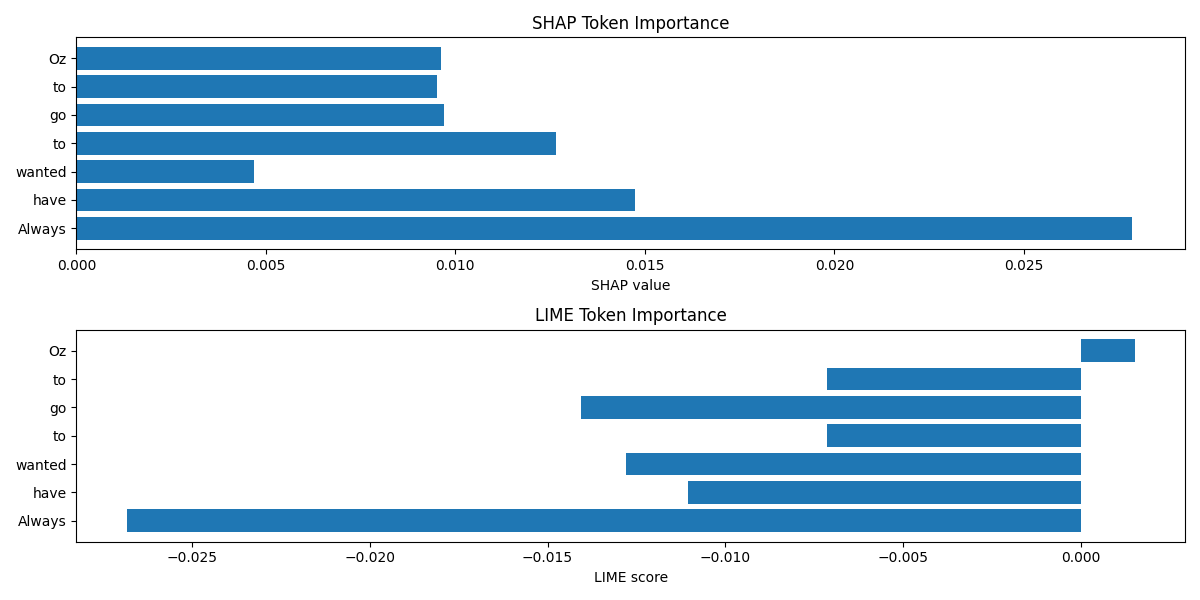 SHAP Token Importance
Oz
to
go
to
wanted
have
Always
0.000 0.005 0.010 0.015 0.020 0.025
SHAP value
LIME Token Importance
Oz
to
go
to
wanted
have
Always
−0.025 −0.020 −0.015 −0.010 −0.005 0.000
LIME score